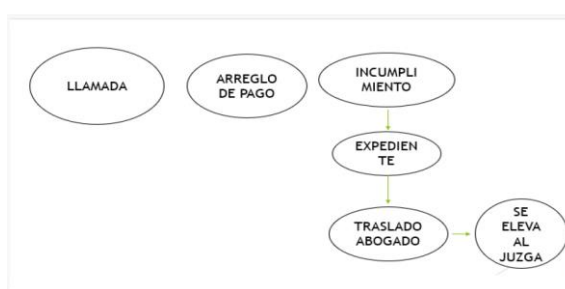 LLAMADA
ARREGLO
DE PAGO
INCUMPLI
MIENTO
EXPEDIEN
TE
TRASLADO
ABOGADO
SE
ELEVA
AL
JUZGA